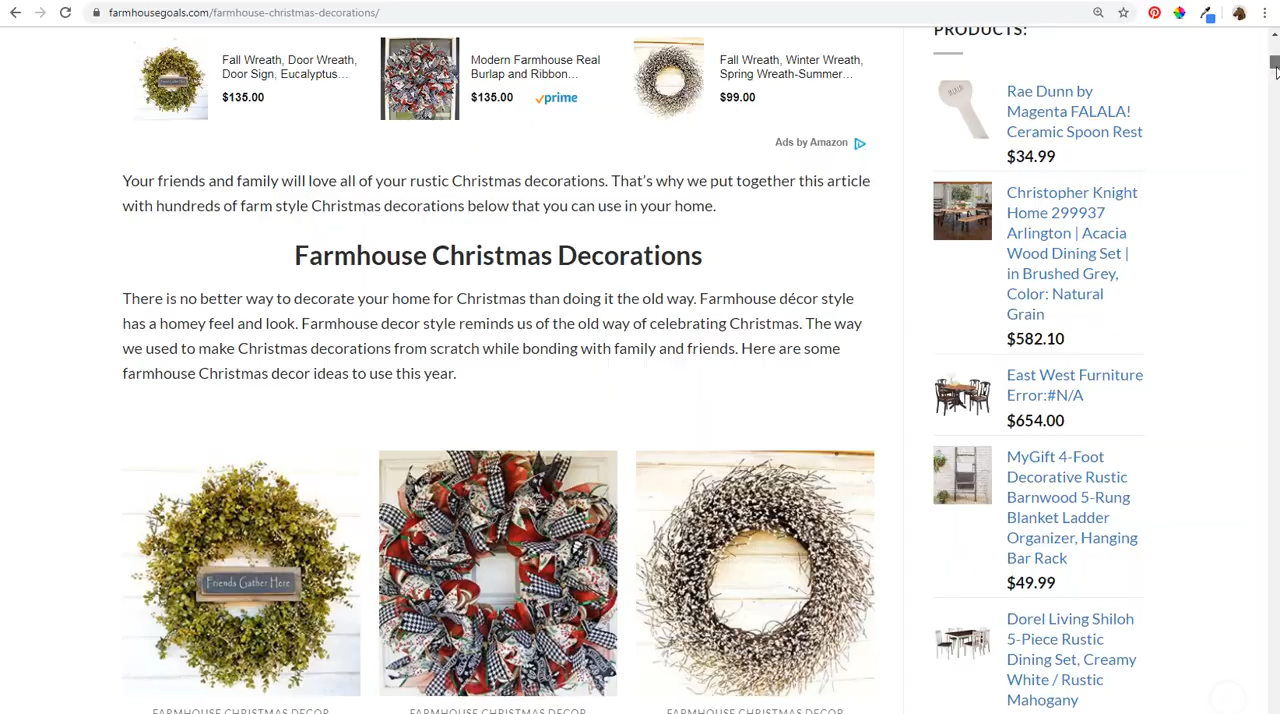 farmhousegoals.com/farmhouse-christmas-decorations/
Fall Wreath, Door Wreath,
Door Sign, Eucalyptus...
$135.00
Modern Farmhouse Real
Burlap and Ribbon...
$135.00 prime
Fall Wreath, Winter Wreath,
Spring Wreath-Summer...
$99.00
Ads by Amazon
Your friends and family will love all of your rustic Christmas decorations. That’s why we put together this article
with hundreds of farm style Christmas decorations below that you can use in your home.
Farmhouse Christmas Decorations
There is no better way to decorate your home for Christmas than doing it the old way. Farmhouse décor style
has a homey feel and look. Farmhouse decor style reminds us of the old way of celebrating Christmas. The way
we used to make Christmas decorations from scratch while bonding with family and friends. Here are some
farmhouse Christmas decor ideas to use this year.
Friends Gather Here
FARMHOUSE CHRISTMAS DECOR
FARMHOUSE CHRISTMAS DECOR
FARMHOUSE CHRISTMAS DECOR
PRODUCTS:
Rae Dunn by
Magenta FALALA!
Ceramic Spoon Rest
$34.99
Christopher Knight
Home 299937
Arlington | Acacia
Wood Dining Set |
in Brushed Grey,
Color: Natural
Grain
$582.10
East West Furniture
Error:#N/A
$654.00
MyGift 4-Foot
Decorative Rustic
Barnwood 5-Rung
Blanket Ladder
Organizer, Hanging
Bar Rack
$49.99
Dorel Living Shiloh
5-Piece Rustic
Dining Set, Creamy
White / Rustic
Mahogany